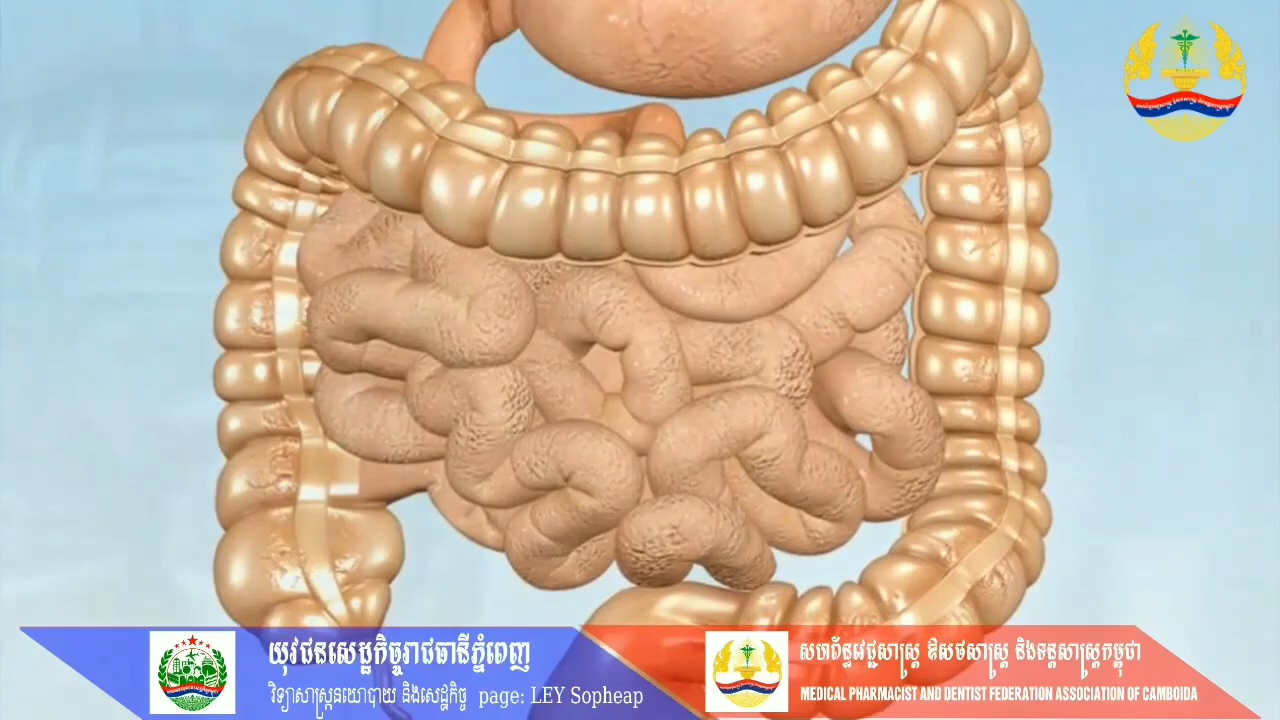 យុវជនសេដ្ឋកិច្ចរាជធានីភ្នំពេញ
វិទ្យាសាស្ត្រនយោបាយ និងសេដ្ឋកិច្ច page: LEY Sopheap
សហព័ន្ធវេជ្ជសាស្ត្រ ឱសថសាស្ត្រ និងទន្តសាស្ត្រកម្ពុជា
MEDICAL PHARMACIST AND DENTIST FEDERATION ASSOCIATION OF CAMBOIDA